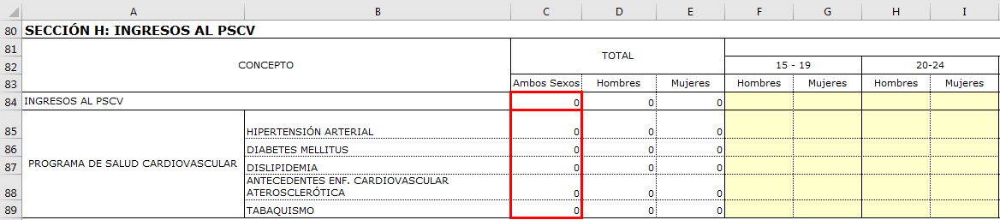 A B C D E F G H I
80 SECCIÓN H: INGRESOS AL PSCV
81 TOTAL
82 CONCEPTO 15 - 19 20-24
83 Ambos Sexos Hombres Mujeres Hombres Mujeres Hombres Mujeres
84 INGRESOS AL PSCV 0 0 0
85 HIPERTENSIÓN ARTERIAL 0 0 0
86 DIABETES MELLITUS 0 0 0
87 PROGRAMA DE SALUD CARDIOVASCULAR DISLIPIDEMIA 0 0 0
ANTECEDENTES ENF. CARDIOVASCULAR
88 ATEROSCLERÓTICA 0 0 0
89 TABAQUISMO 0 0 0